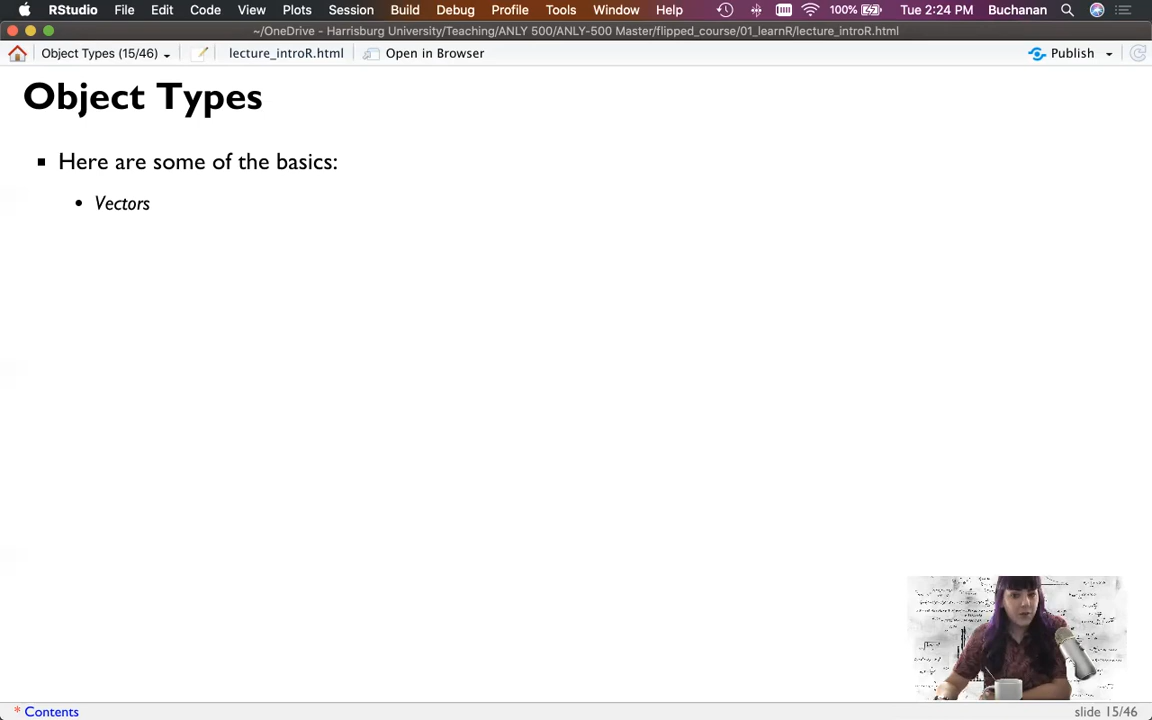 RStudio File Edit Code View Plots Session Build Debug Profile Tools Window Help 100% Tue 2:24 PM Buchanan
~/OneDrive - Harrisburg University/Teaching/ANLY 500/ANLY-500 Master/flipped_course/01_learnR/lecture_introR.html
Object Types (15/46) lecture_introR.html Open in Browser Publish
Object Types
Here are some of the basics:
Vectors
* Contents slide 15/46